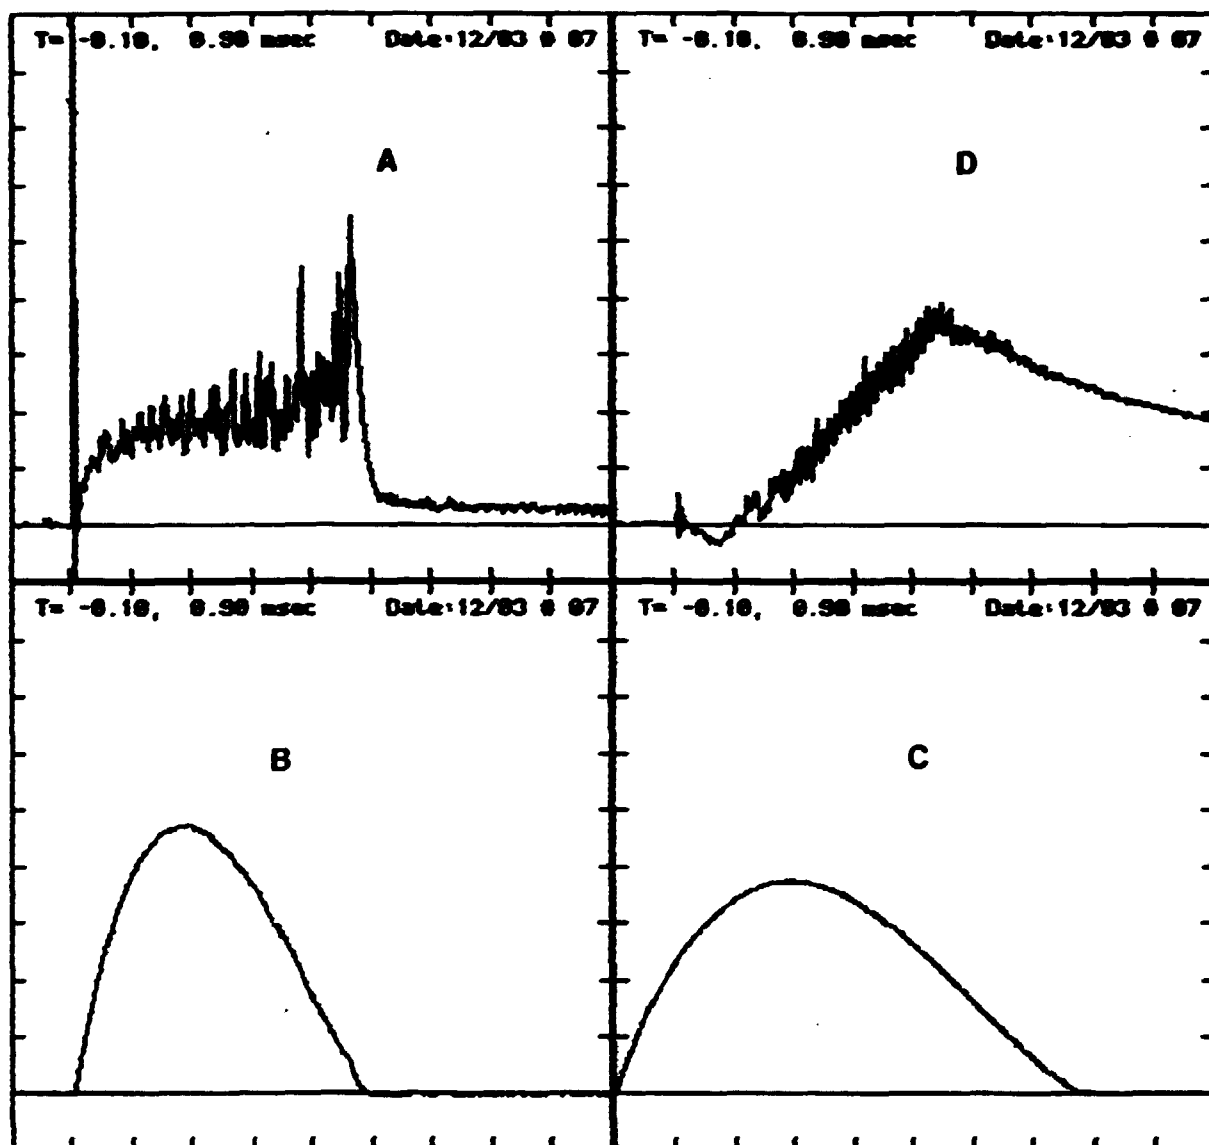 T= -0.10, 0.90 msec Date:12/03 @ 07
A
T= -0.10, 0.90 msec Date:12/03 @ 07
D
T= -0.10, 0.90 msec Date:12/03 @ 07
B
T= -0.10, 0.90 msec Date:12/03 @ 07
C